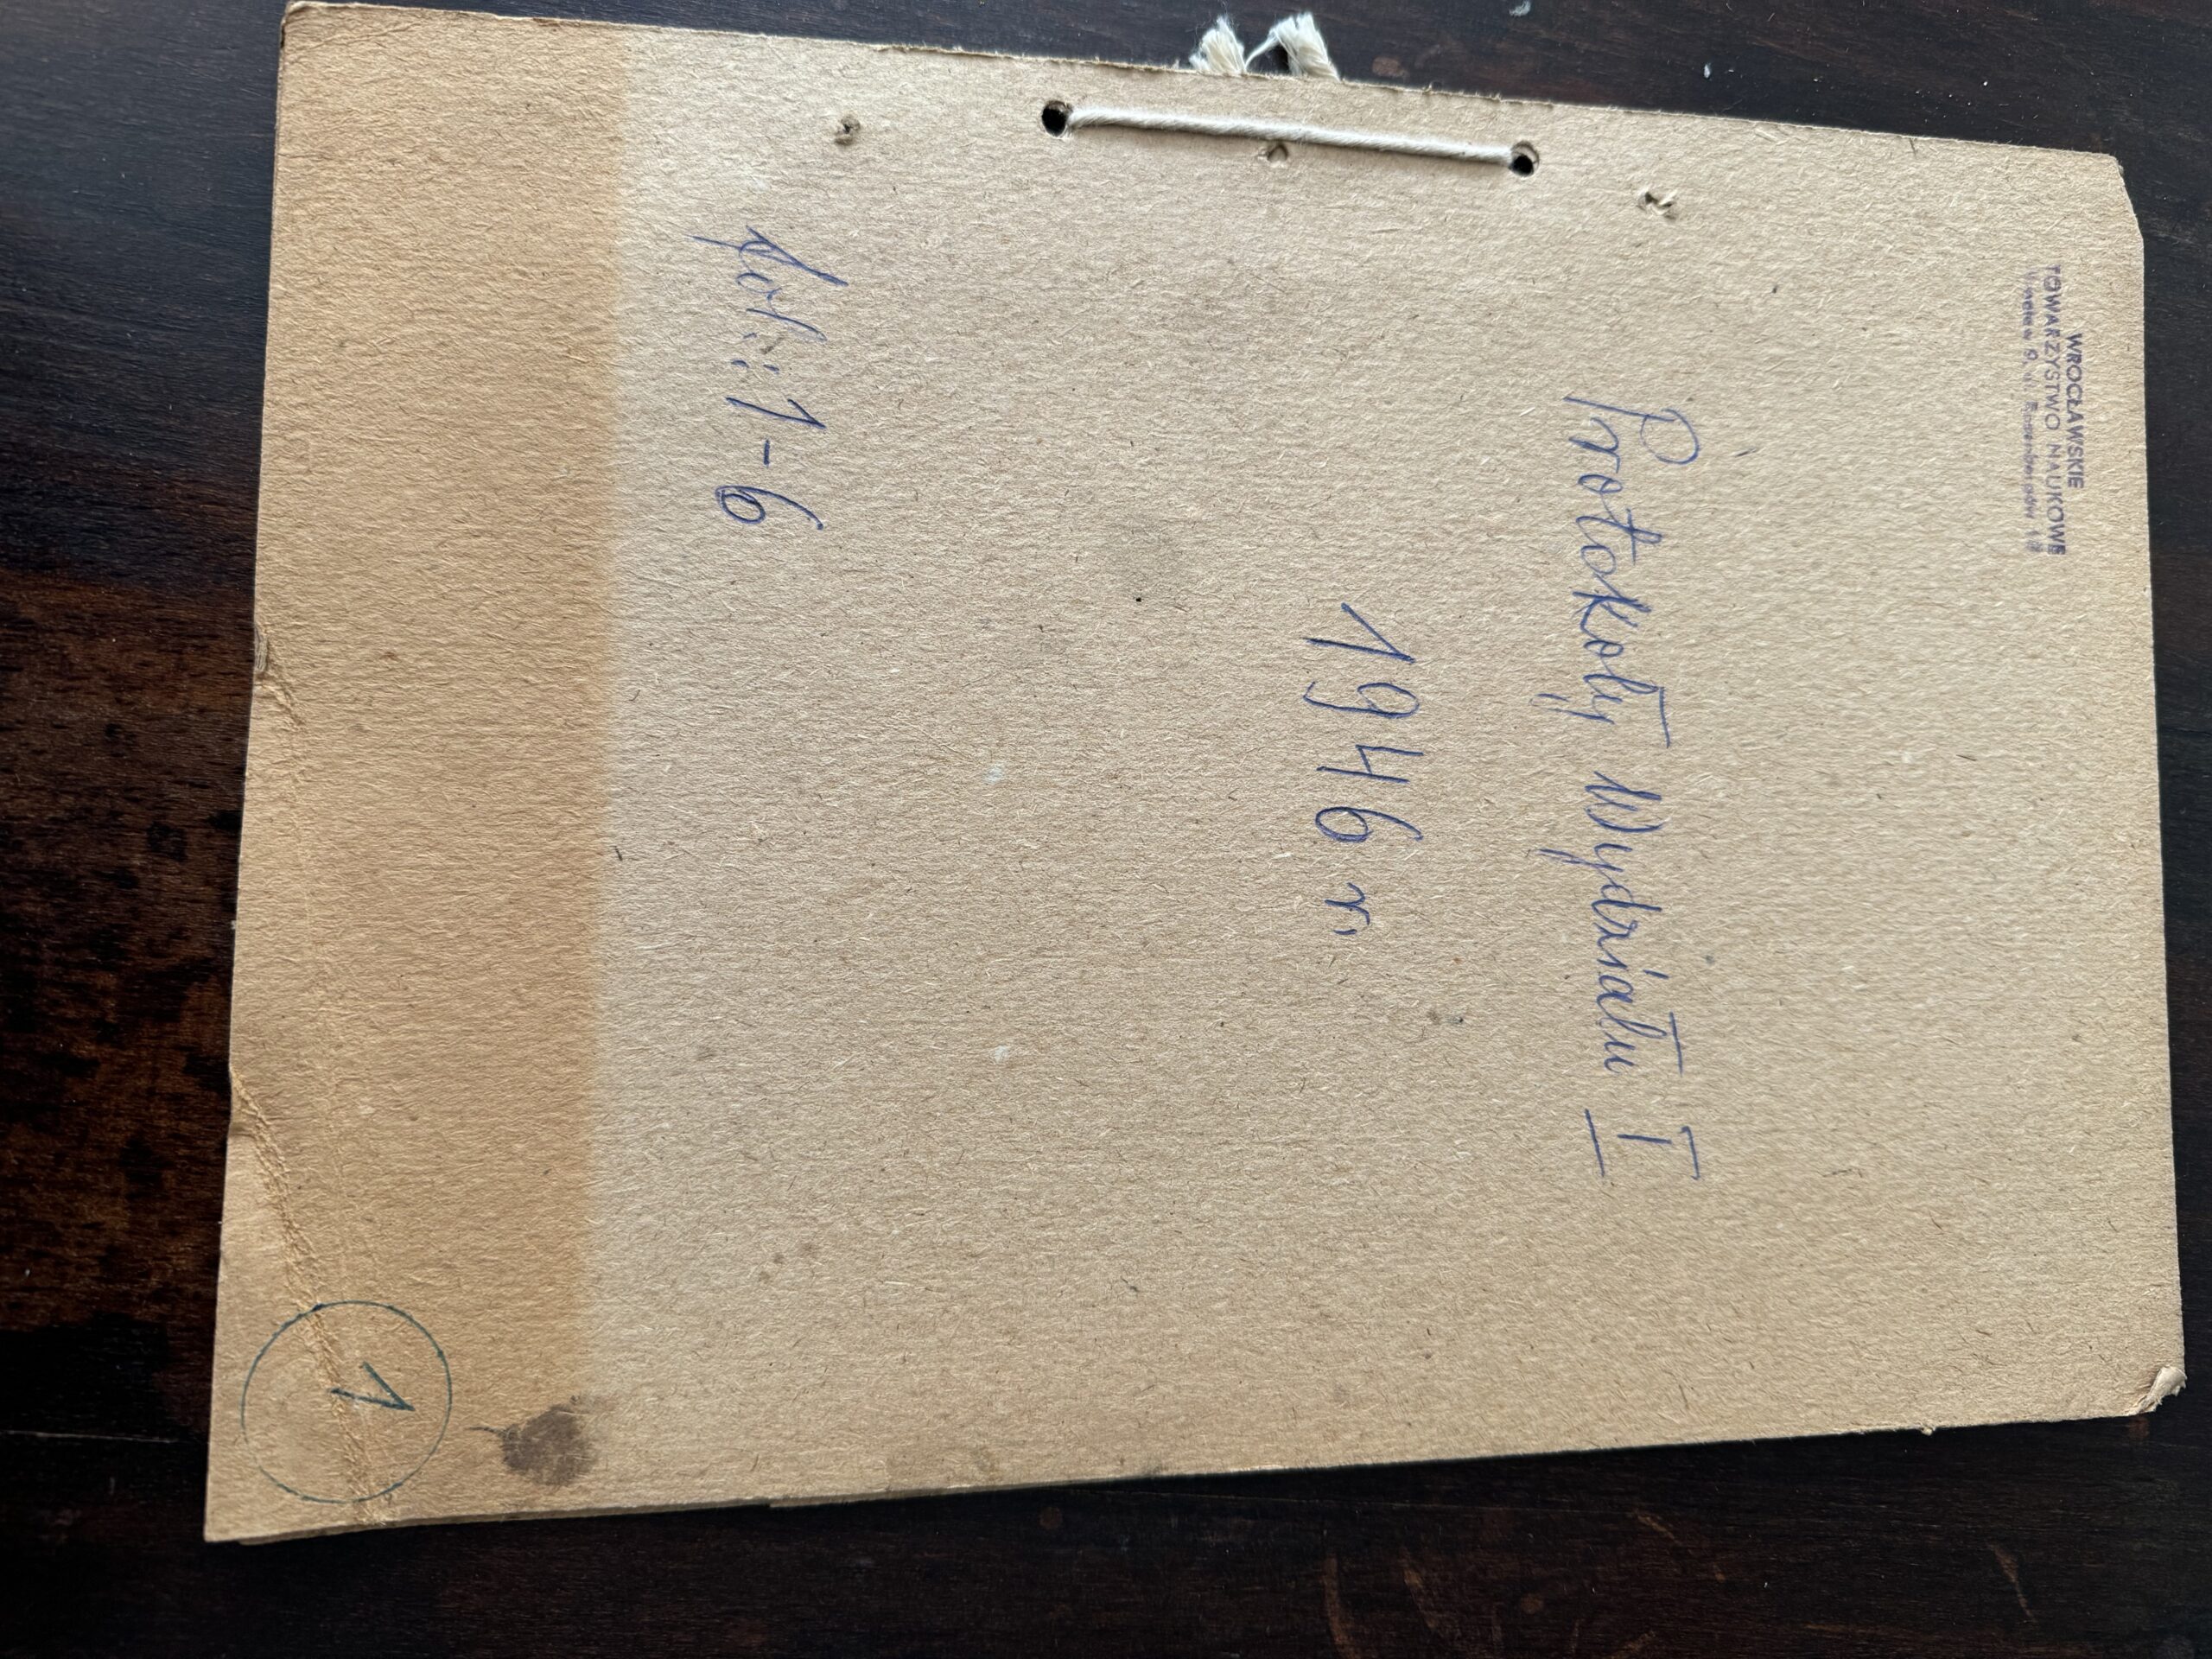 WROCŁAWSKIE
TOWARZYSTWO NAUKOWE
Protokoły Wydziału I
1946 r.
fol.: 1-6
1